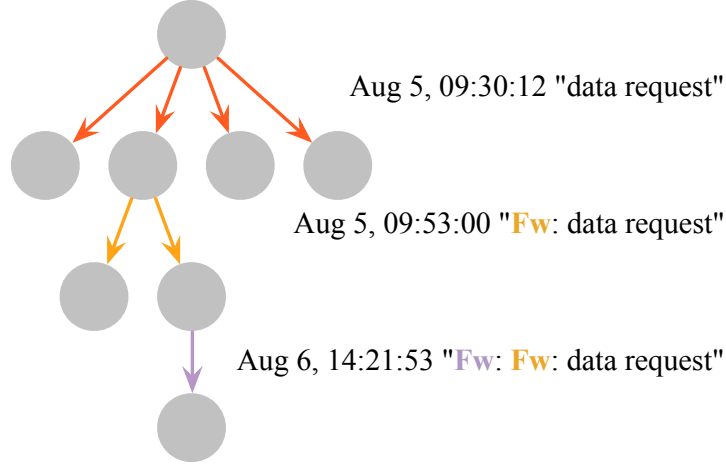 Aug 5, 09:30:12 "data request"
Aug 5, 09:53:00 "Fw: data request"
Aug 6, 14:21:53 "Fw: Fw: data request"